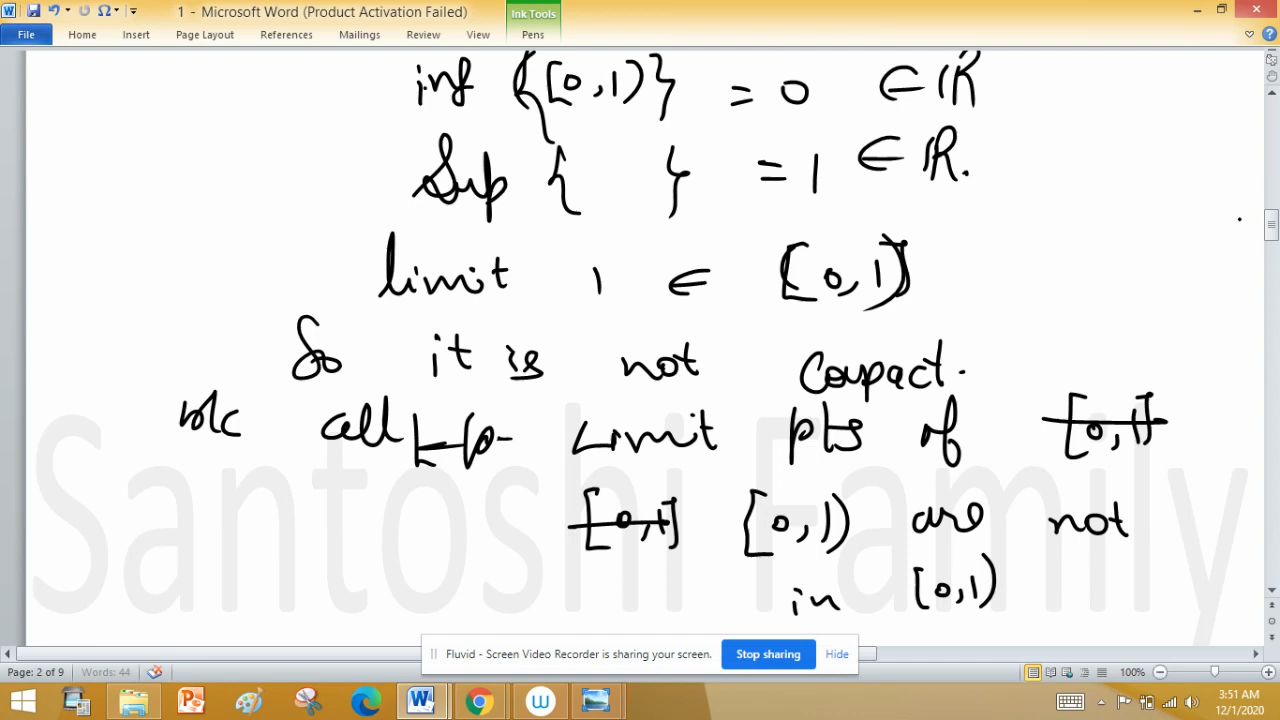 1 - Microsoft Word (Product Activation Failed)
Ink Tools
File Home Insert Page Layout References Mailings Review View Pens
inf {[0,1)} = 0 ∈ ℝ
Sup { } = 1 ∈ ℝ.
limit 1 ∈ [0,1)
So it is not compact.
all Limit pts of [0,1]
[0,1] [0,1) are not
in [0,1)
Santoshi Family
Fluvid - Screen Video Recorder is sharing your screen. Stop sharing Hide
Page: 2 of 9 Words: 44 100%
3:51 AM
12/1/2020